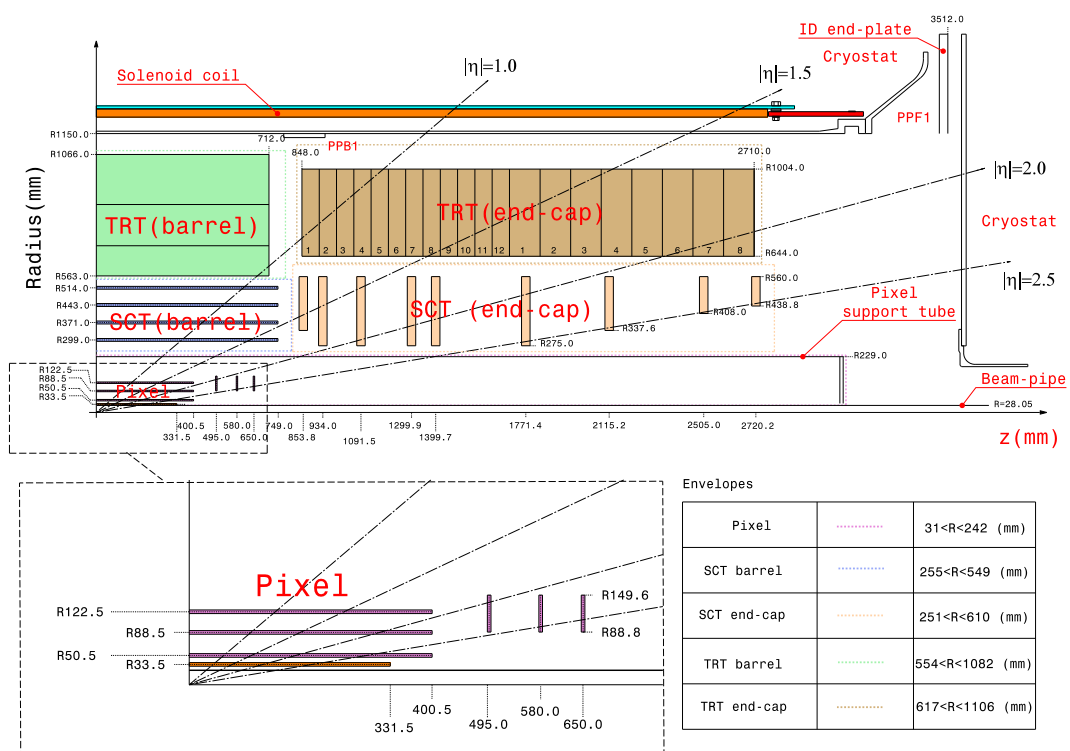 3512.0
ID end-plate
Cryostat
|η|=1.0
|η|=1.5
Solenoid coil
PPF1
R1150.0
712.0
PPB1
848.0
2710.0
R1066.0
R1004.0
|η|=2.0
Radius(mm)
TRT(barrel)
TRT(end-cap)
Cryostat
1 2 3 4 5 6 7 8 9 10 11 12 1 2 3 4 5 6 7 8
R644.0
R563.0
R560.0
|η|=2.5
R514.0
Pixel
support tube
R443.0
R438.8
R408.0
SCT(barrel)
SCT (end-cap)
R371.0
R337.6
R299.0
R275.0
R229.0
R122.5
R88.5
R50.5
R33.5
Pixel
Beam-pipe
R=28.05
400.5 580.0 749.0 934.0 1299.9 1771.4 2115.2 2505.0 2720.2
331.5 495.0 650.0 853.8 1091.5 1399.7
z(mm)
Pixel
R122.5
R88.5
R50.5
R33.5
R149.6
R88.8
400.5
331.5
495.0
580.0
650.0
Envelopes
Pixel 31<R<242 (mm)
SCT barrel 255<R<549 (mm)
SCT end-cap 251<R<610 (mm)
TRT barrel 554<R<1082 (mm)
TRT end-cap 617<R<1106 (mm)